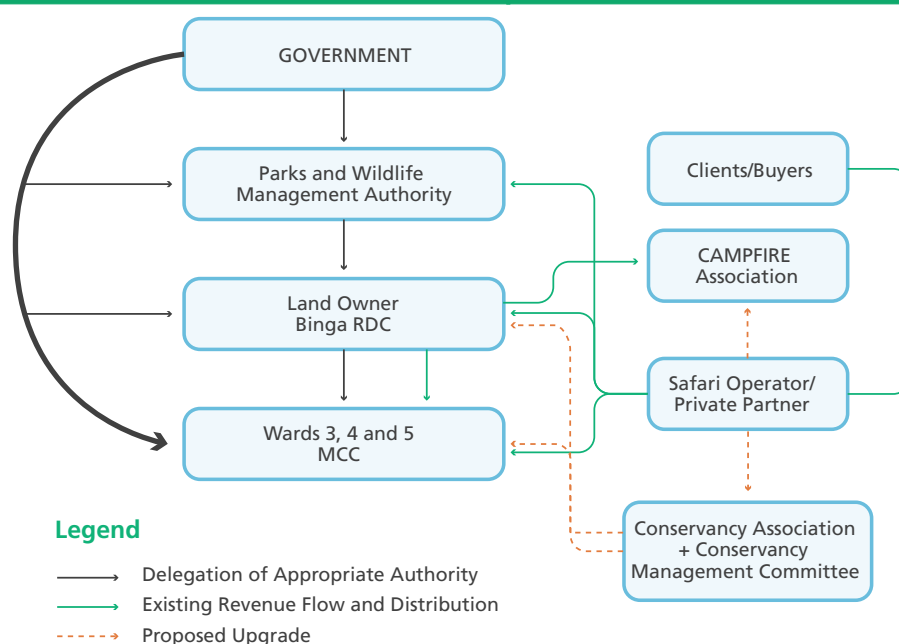 GOVERNMENT
Parks and Wildlife
Management Authority
Land Owner
Binga RDC
Wards 3, 4 and 5
MCC
Clients/Buyers
CAMPFIRE
Association
Safari Operator/
Private Partner
Conservancy Association
+ Conservancy
Management Committee
Legend
Delegation of Appropriate Authority
Existing Revenue Flow and Distribution
Proposed Upgrade